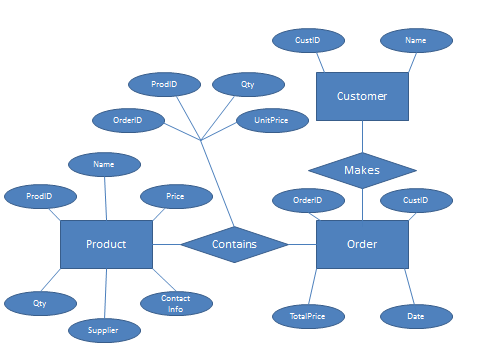 CustID
Name
ProdID
Qty
Customer
OrderID
UnitPrice
Name
Makes
ProdID
Price
OrderID
CustID
Product
Contains
Order
Qty
Contact
Info
TotalPrice
Date
Supplier